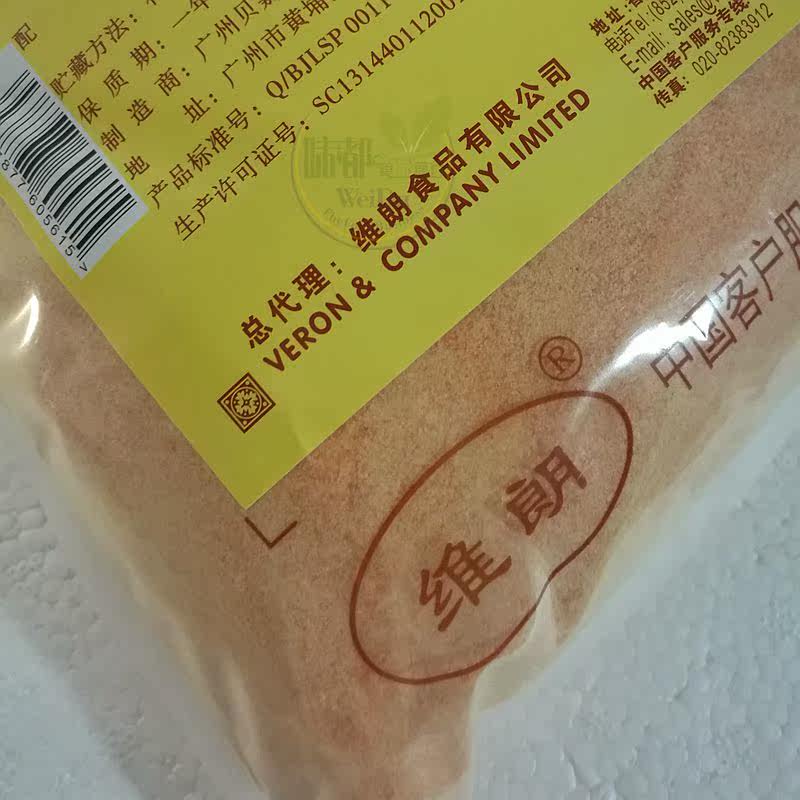 配
贮藏方法：
保 质 期：一年
制 造 商：广州贝
地 址：广州市黄埔
产品标准号：Q/BJLSP 0011
生产许可证号：SC1314401120
总代理：维朗食品有限公司
VERON & COMPANY LIMITED
地址：
电话Tel:(852
E-mail: sales@
中国客户服务专线
传真：020-82383912
877605615
味都
维朗
®
中国客户服